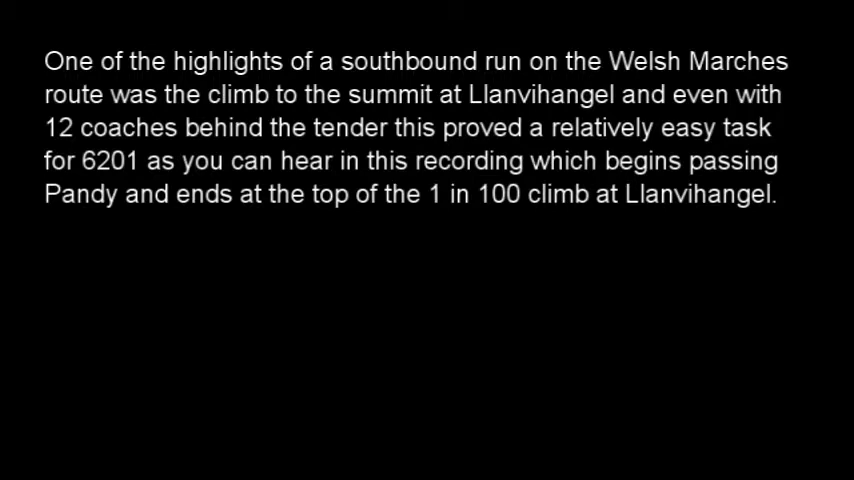 One of the highlights of a southbound run on the Welsh Marches
route was the climb to the summit at Llanvihangel and even with
12 coaches behind the tender this proved a relatively easy task
for 6201 as you can hear in this recording which begins passing
Pandy and ends at the top of the 1 in 100 climb at Llanvihangel.